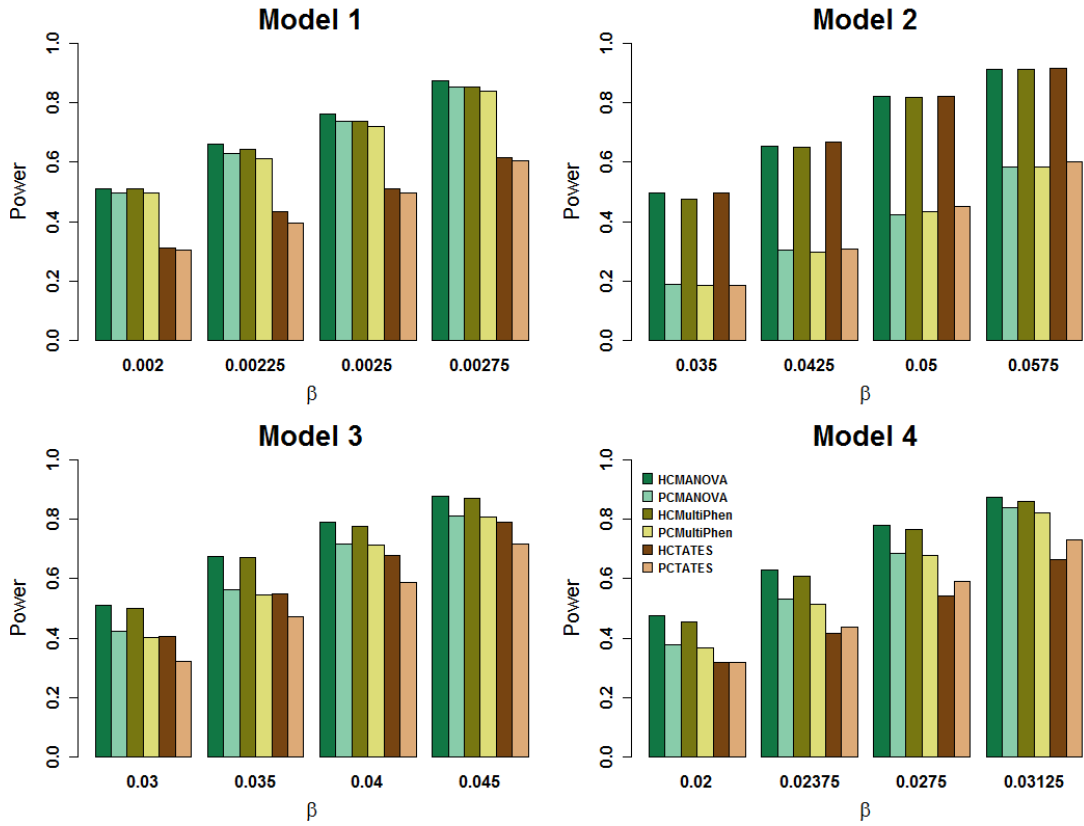 Model 1
Power
0.0
0.2
0.4
0.6
0.8
1.0
0.002 0.00225 0.0025 0.00275
β
Model 2
Power
0.0
0.2
0.4
0.6
0.8
1.0
0.035 0.0425 0.05 0.0575
β
Model 3
Power
0.0
0.2
0.4
0.6
0.8
1.0
0.03 0.035 0.04 0.045
β
Model 4
Power
0.0
0.2
0.4
0.6
0.8
1.0
HCMANOVA
PCMANOVA
HCMultiPhen
PCMultiPhen
HCTATES
PCTATES
0.02 0.02375 0.0275 0.03125
β